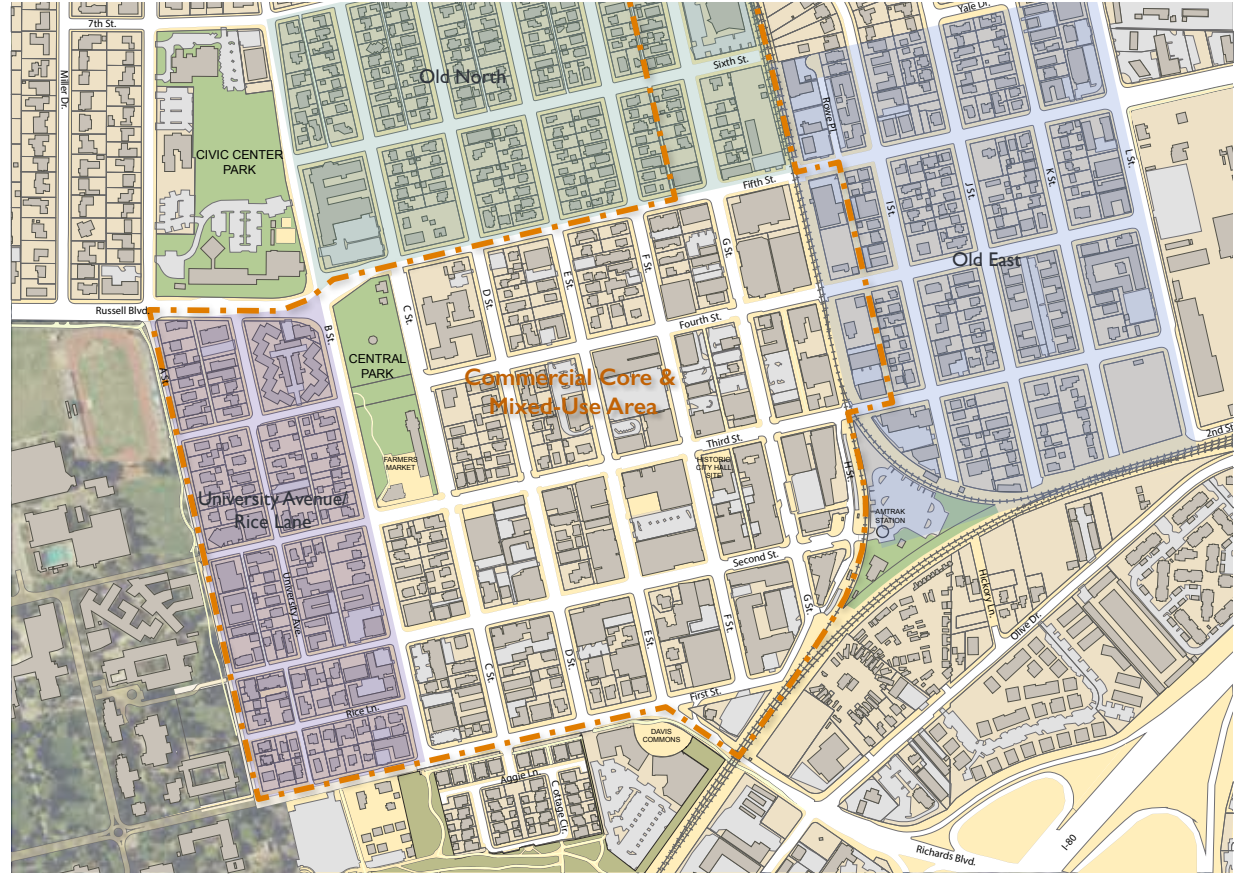 7th St.
Yale Dr.
Miller Dr.
Old North
Sixth St.
Rowe Pl.
CIVIC CENTER
PARK
L St.
K St.
J St.
I St.
Fifth St.
G St.
F St.
E St.
D St.
C St.
Old East
Russell Blvd.
B St.
A St.
Fourth St.
CENTRAL
PARK
Commercial Core &
Mixed-Use Area
Third St.
2nd St.
FARMERS
MARKET
HISTORIC
CITY HALL
SITE
H St.
University Avenue/
Rice Lane
AMTRAK
STATION
Second St.
University Ave.
Hickory Ln.
G St.
F St.
E St.
D St.
C St.
Olive Dr.
First St.
Rice Ln.
DAVIS
COMMONS
Aggie Ln.
Cottage Cir.
Richards Blvd.
I-80